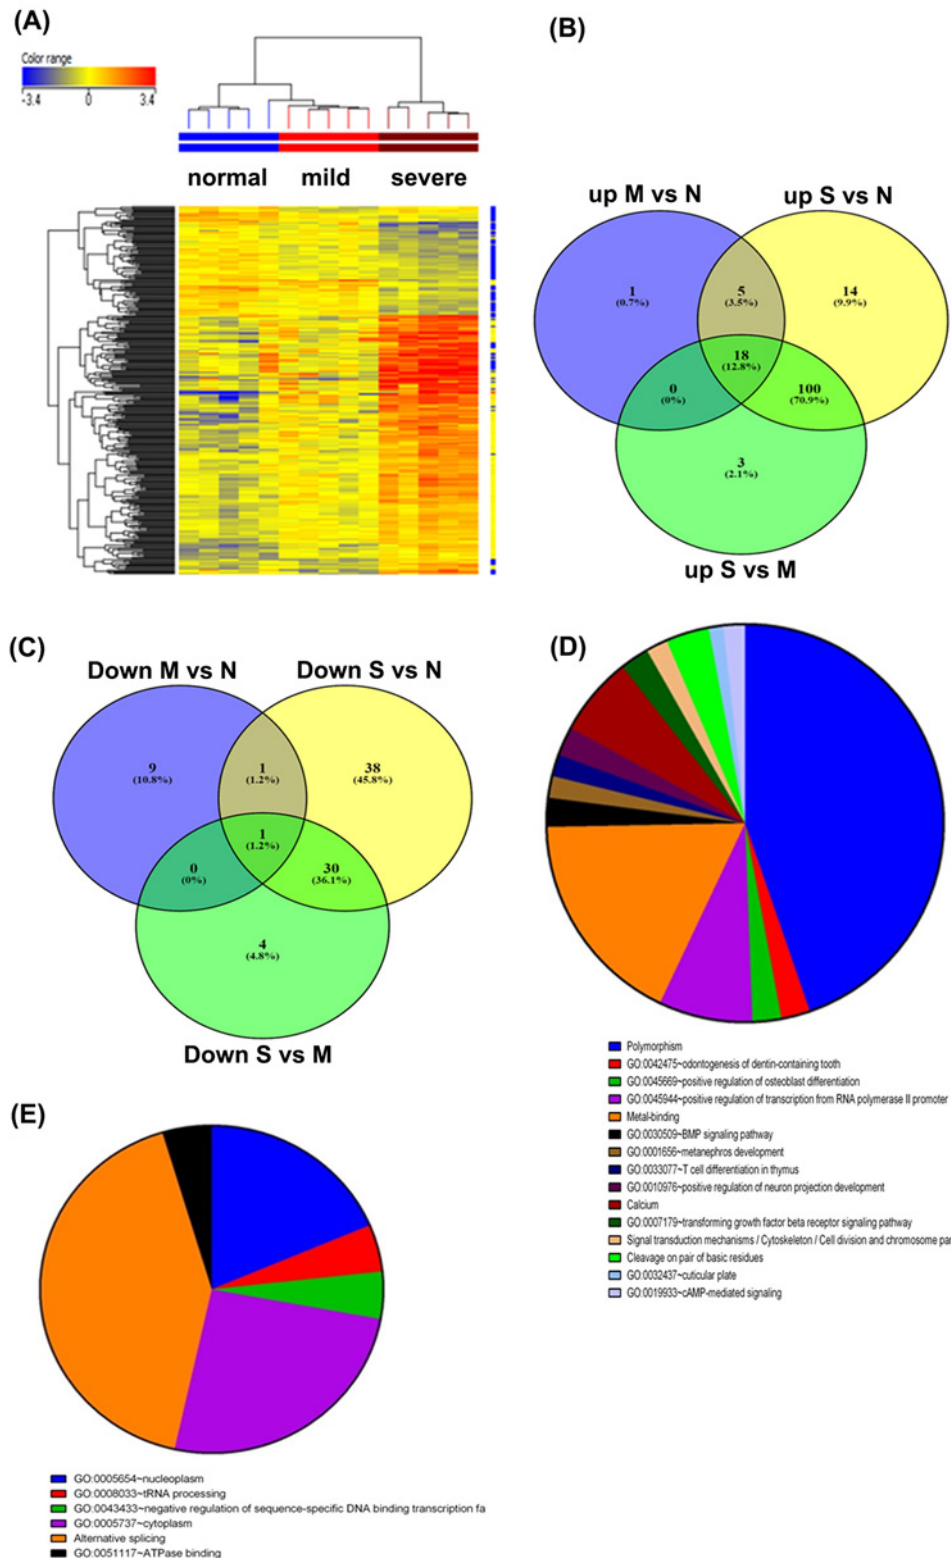 (A)
Color range
-3.4 0 3.4
normal mild severe
(B)
up M vs N
up S vs N
1
(0.7%)
5
(3.5%)
14
(9.9%)
18
(12.8%)
0
(0%)
100
(70.9%)
3
(2.1%)
up S vs M
(C)
Down M vs N
Down S vs N
9
(10.8%)
1
(1.2%)
38
(45.8%)
1
(1.2%)
0
(0%)
30
(36.1%)
4
(4.8%)
Down S vs M
(D)
Polymorphism
GO:0042475~odontogenesis of dentin-containing tooth
GO:0045669~positive regulation of osteoblast differentiation
GO:0045944~positive regulation of transcription from RNA polymerase II promoter
Metal-binding
GO:0030509~BMP signaling pathway
GO:0001656~metanephros development
GO:0033077~T cell differentiation in thymus
GO:0010976~positive regulation of neuron projection development
Calcium
GO:0007179~transforming growth factor beta receptor signaling pathway
Signal transduction mechanisms / Cytoskeleton / Cell division and chromosome par
Cleavage on pair of basic residues
GO:0032437~cuticular plate
GO:0019933~cAMP-mediated signaling
(E)
GO:0005654~nucleoplasm
GO:0008033~tRNA processing
GO:0043433~negative regulation of sequence-specific DNA binding transcription fa
GO:0005737~cytoplasm
Alternative splicing
GO:0051117~ATPase binding